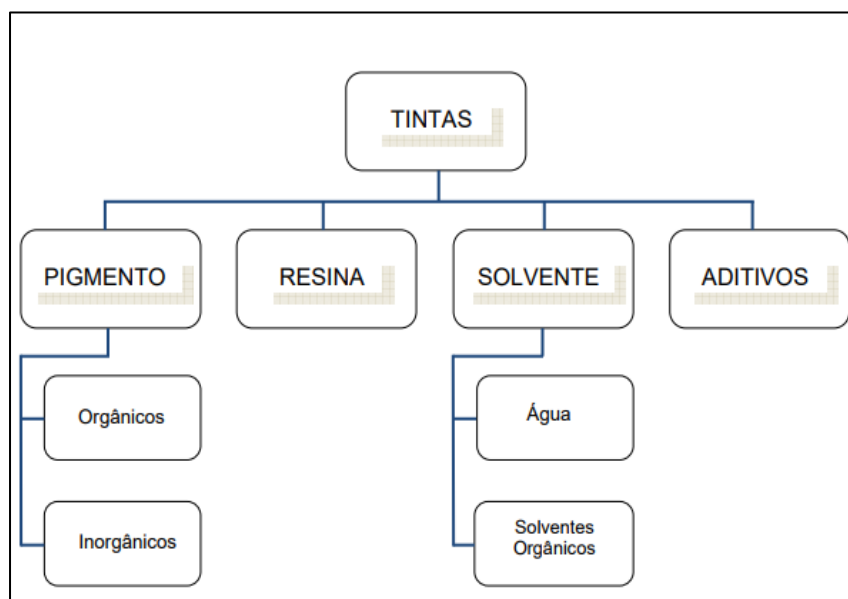 TINTAS
PIGMENTO
RESINA
SOLVENTE
ADITIVOS
Orgânicos
Água
Inorgânicos
Solventes
Orgânicos